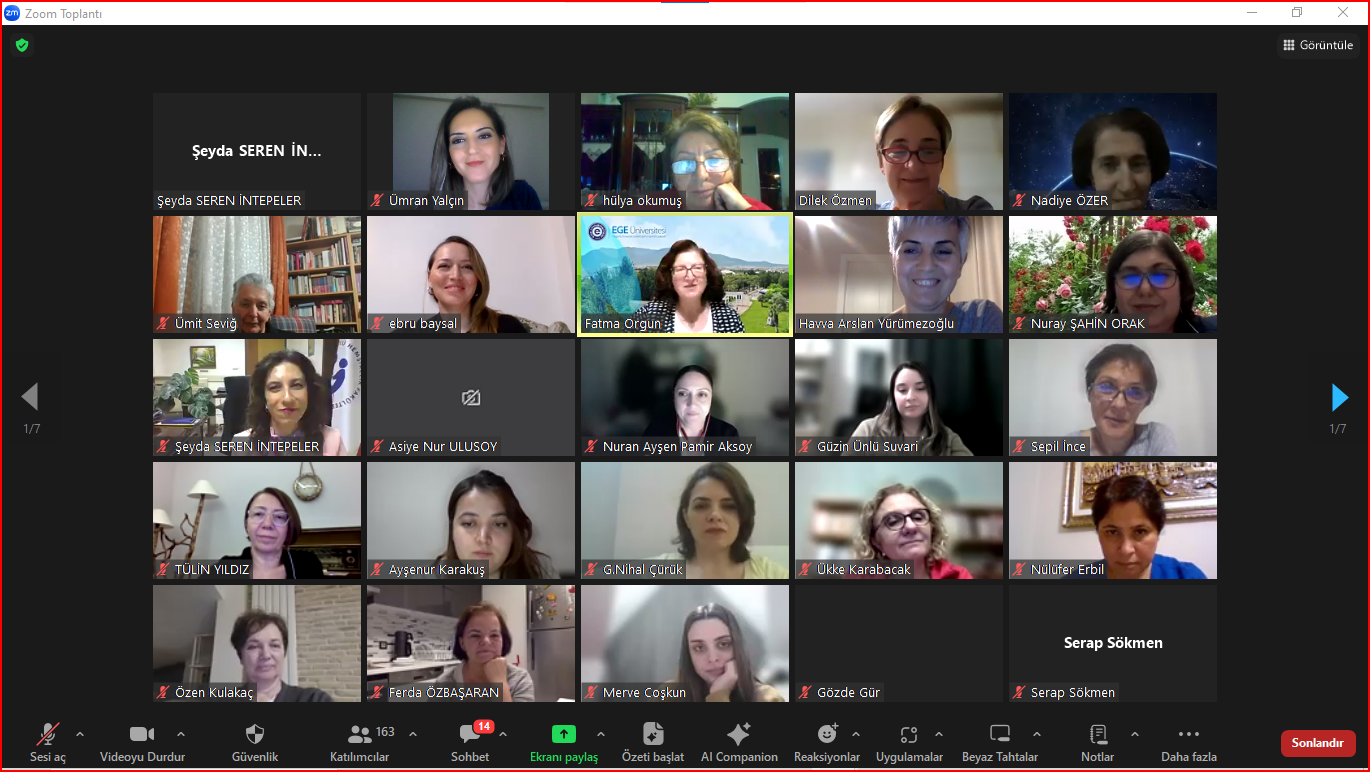 zm Zoom Toplantı
Görüntüle
Şeyda SEREN İN...
Şeyda SEREN İNTEPELER
Ümran Yalçın
hülya okumuş
Dilek Özmen
Nadiye ÖZER
Ümit Seviğ
ebru baysal
EGE Üniversitesi
Fatma Orgun
Havva Arslan Yürümezoğlu
Nuray ŞAHİN ORAK
Şeyda SEREN İNTEPELER
Asiye Nur ULUSOY
Nuran Ayşen Pamir Aksoy
Güzin Ünlü Suvari
Sepil İnce
1/7
1/7
TÜLİN YILDIZ
Ayşenur Karakuş
G.Nihal Çürük
Ükke Karabacak
Nülüfer Erbil
Özen Kulakaç
Ferda ÖZBAŞARAN
Merve Coşkun
Gözde Gür
Serap Sökmen
Serap Sökmen
Sesi aç
Videoyu Durdur
Güvenlik
163
Katılımcılar
14
Sohbet
Ekranı paylaş
Özeti başlat
AI Companion
Reaksiyonlar
Uygulamalar
Beyaz Tahtalar
Notlar
Daha fazla
Sonlandır